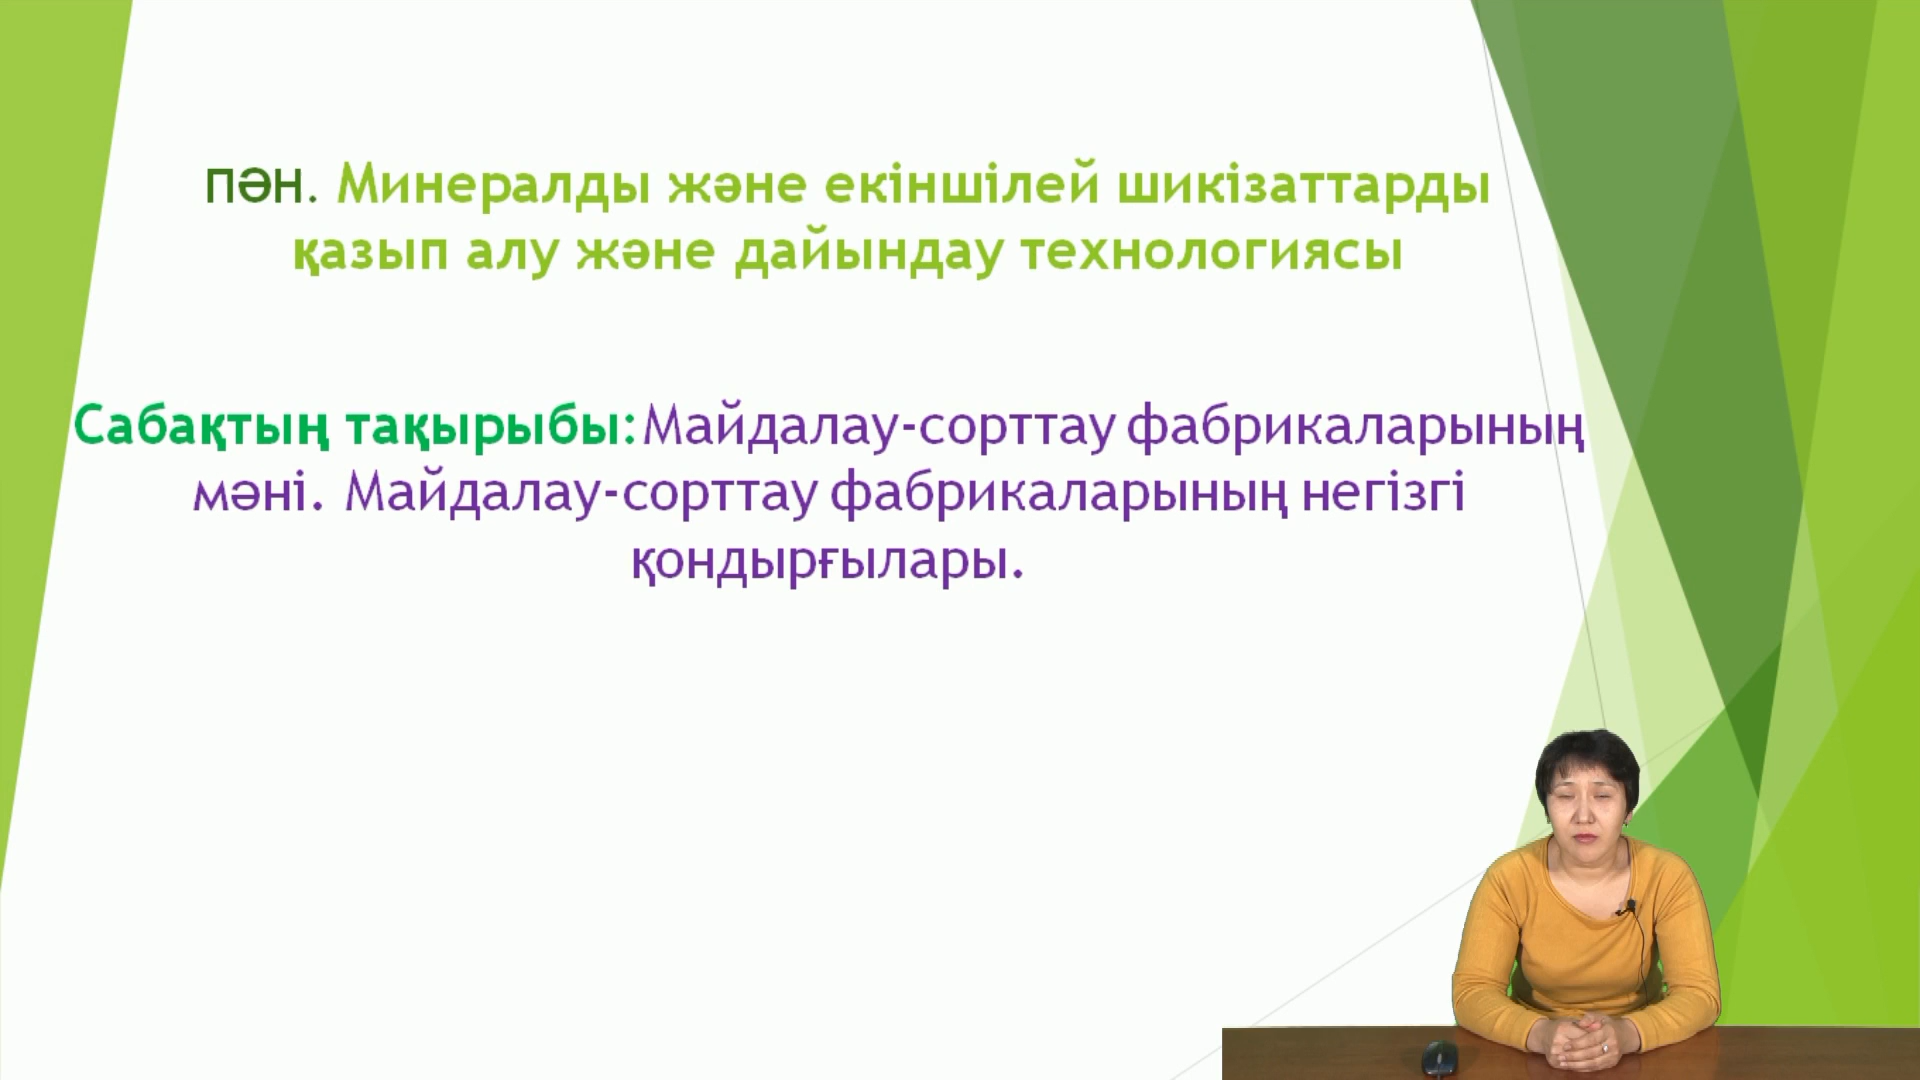 ПӘН. Минералды және екіншілей шикізаттарды
қазып алу және дайындау технологиясы
Сабақтың тақырыбы: Майдалау-сорттау фабрикаларының
мәні. Майдалау-сорттау фабрикаларының негізгі
қондырғылары.